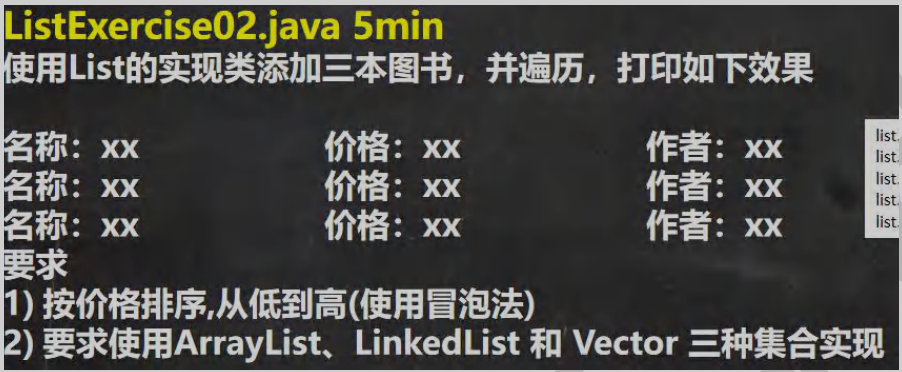 ListExercise02.java 5min
使用List的实现类添加三本图书，并遍历，打印如下效果
名称：xx 价格：xx 作者：xx
名称：xx 价格：xx 作者：xx
名称：xx 价格：xx 作者：xx
要求
1) 按价格排序,从低到高(使用冒泡法)
2) 要求使用ArrayList、LinkedList 和 Vector 三种集合实现
list.
list.
list.
list.
list.